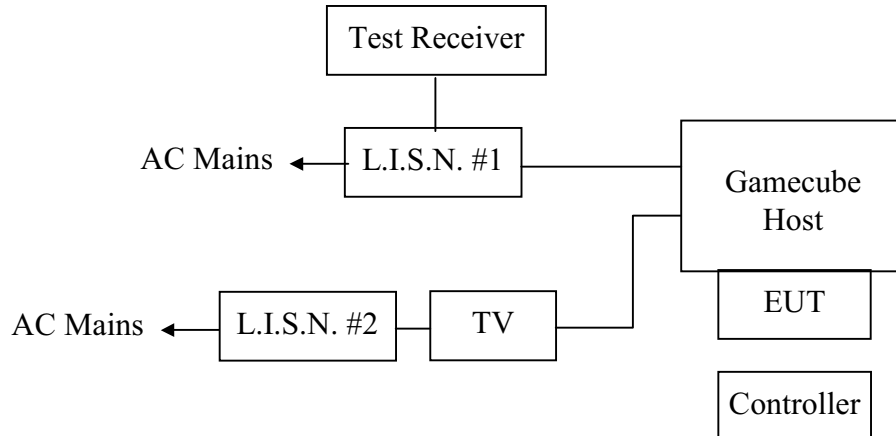 Test Receiver
AC Mains
L.I.S.N. #1
Gamecube
Host
EUT
AC Mains
L.I.S.N. #2
TV
Controller